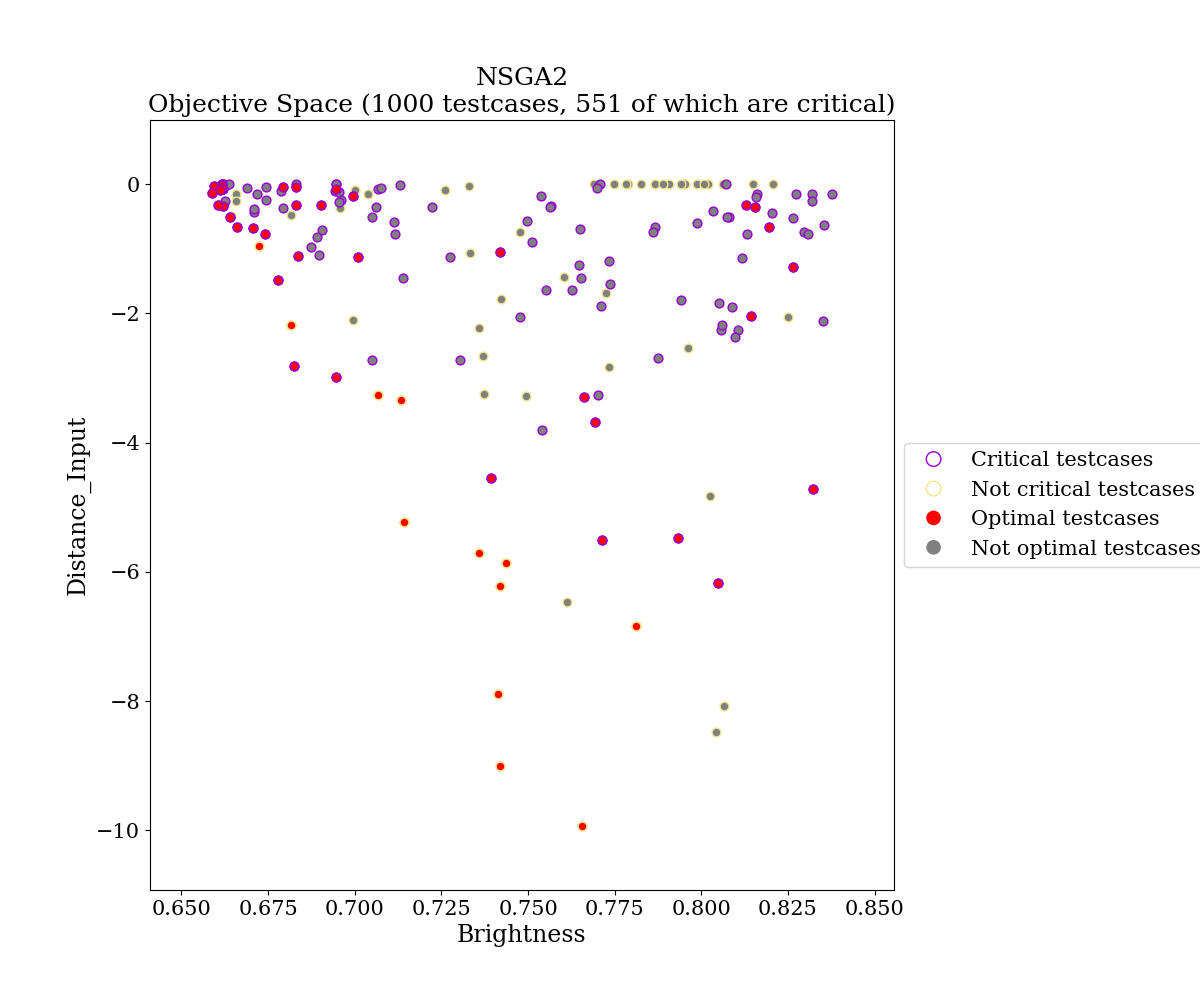 NSGA2
Objective Space (1000 testcases, 551 of which are critical)
0
−2
−4
−6
−8
−10
Distance_Input
0.650 0.675 0.700 0.725 0.750 0.775 0.800 0.825 0.850
Brightness
Critical testcases
Not critical testcases
Optimal testcases
Not optimal testcases